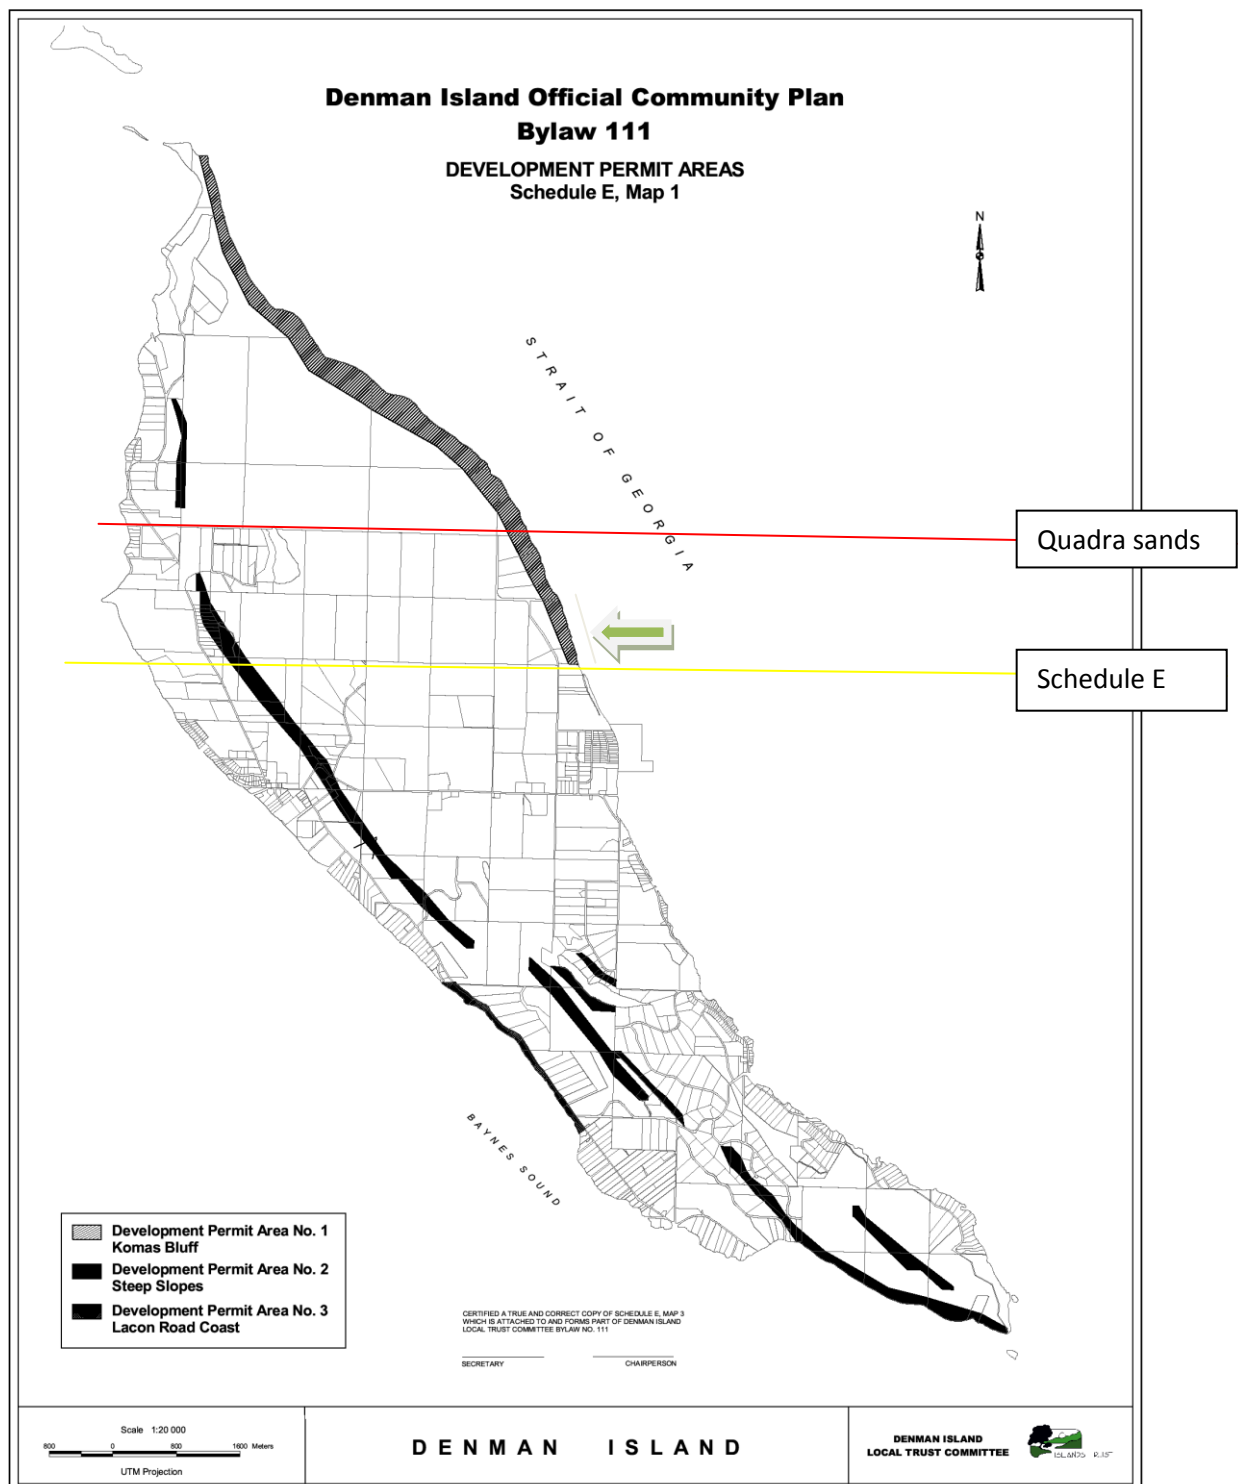 Denman Island Official Community Plan
Bylaw 111
DEVELOPMENT PERMIT AREAS
Schedule E, Map 1
N
STRAIT OF GEORGIA
Quadra sands
Schedule E
BAYNES SOUND
Development Permit Area No. 1
Komas Bluff
Development Permit Area No. 2
Steep Slopes
Development Permit Area No. 3
Lacon Road Coast
CERTIFIED A TRUE AND CORRECT COPY OF SCHEDULE E, MAP 3
WHICH IS ATTACHED TO AND FORMS PART OF DENMAN ISLAND
LOCAL TRUST COMMITTEE BYLAW NO. 111
SECRETARY CHAIRPERSON
Scale 1:20 000
800 0 800 1600 Meters
UTM Projection
DENMAN ISLAND
DENMAN ISLAND
LOCAL TRUST COMMITTEE
ISLANDS